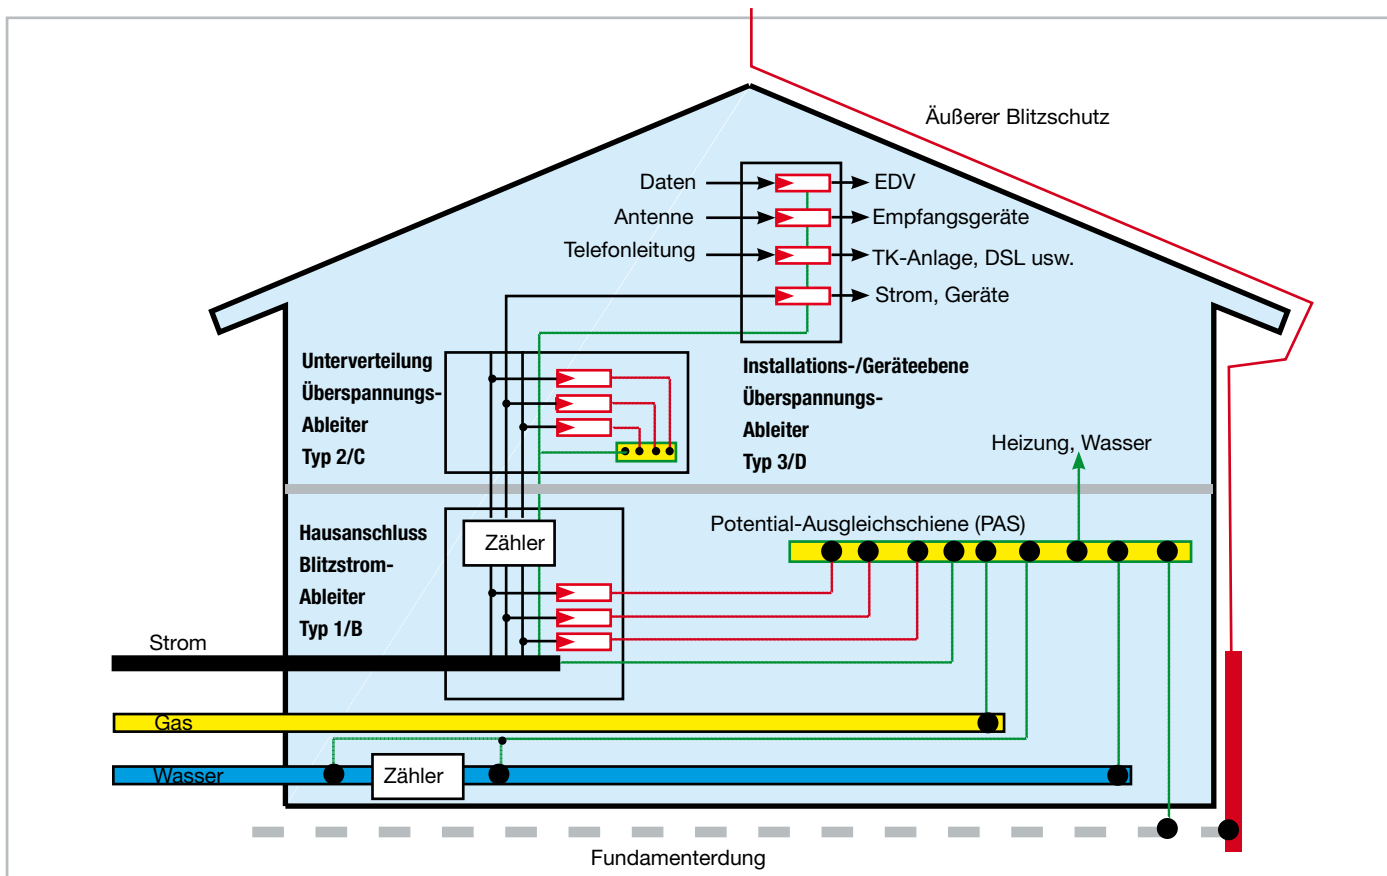 Äußerer Blitzschutz
Daten
EDV
Antenne
Empfangsgeräte
Telefonleitung
TK-Anlage, DSL usw.
Strom, Geräte
Unterverteilung
Überspannungs-
Ableiter
Typ 2/C
Installations-/Geräteebene
Überspannungs-
Ableiter
Typ 3/D
Heizung, Wasser
Hausanschluss
Blitzstrom-
Ableiter
Typ 1/B
Zähler
Potential-Ausgleichschiene (PAS)
Strom
Gas
Wasser
Zähler
Fundamenterdung